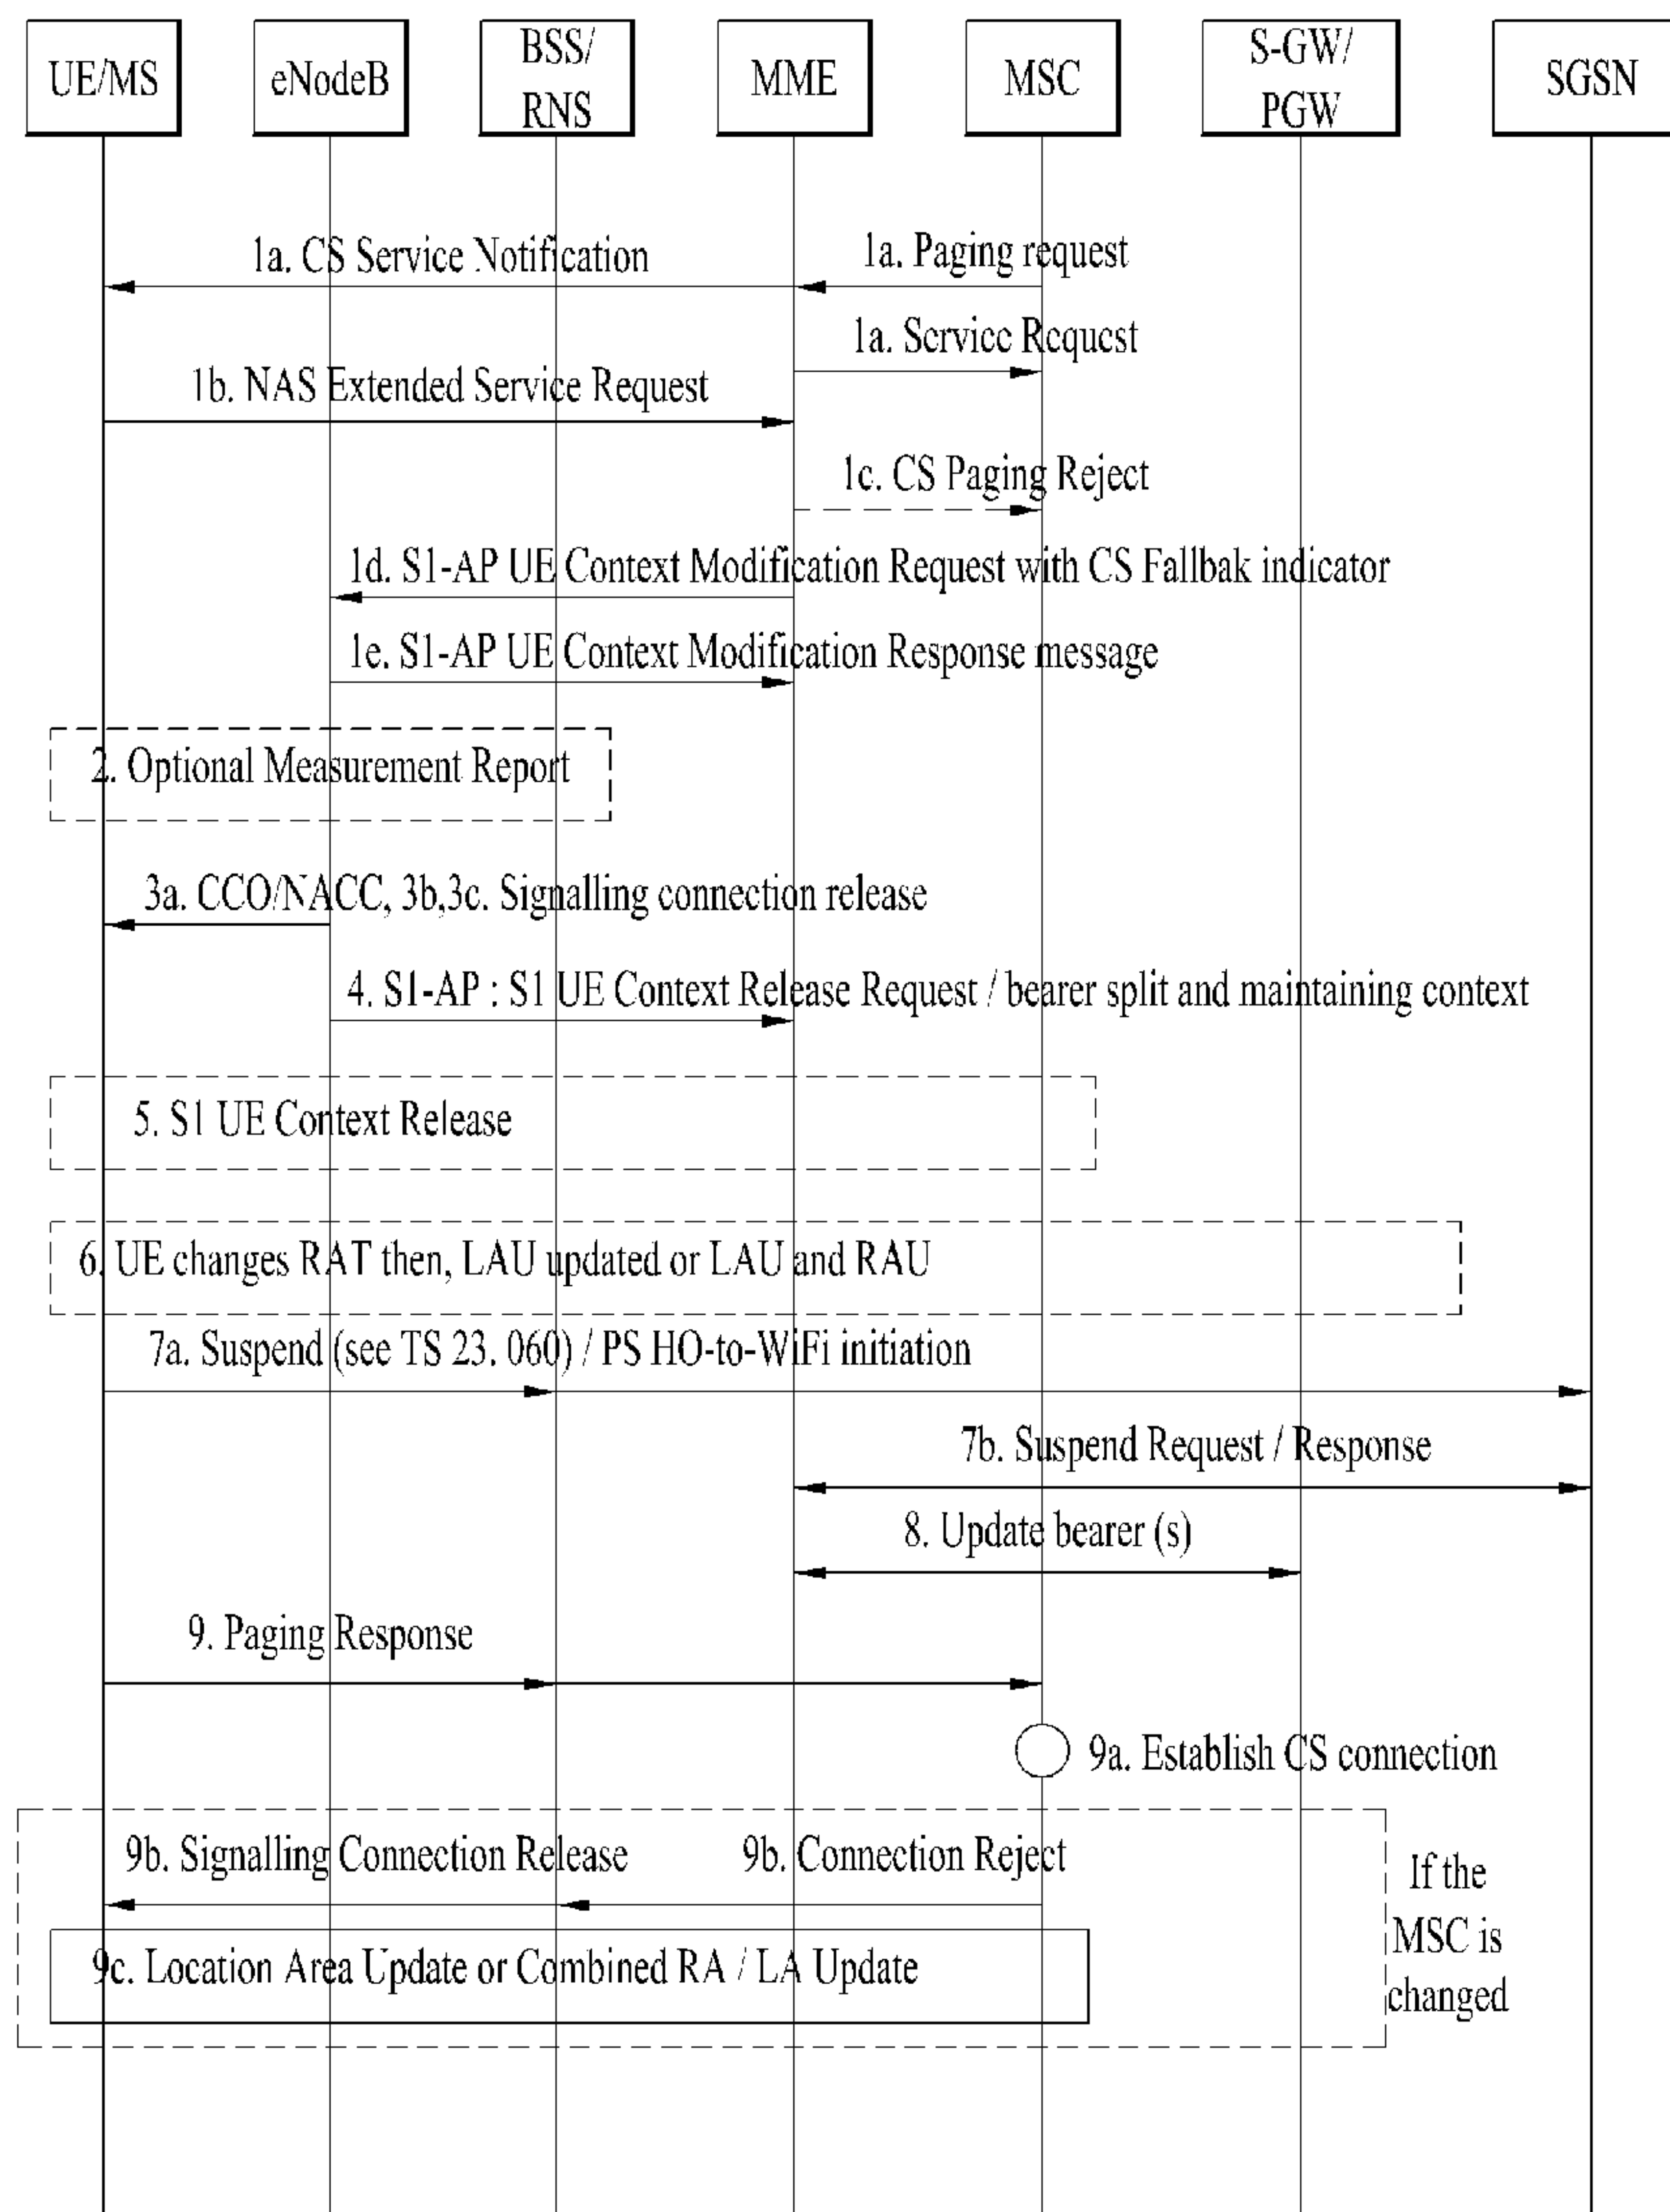 UE/MS
eNodeB
BSS/
RNS
MME
MSC
S-GW/
PGW
SGSN
1a. CS Service Notification
1a. Paging request
1a. Service Request
1b. NAS Extended Service Request
1c. CS Paging Reject
1d. S1-AP UE Context Modification Request with CS Fallbak indicator
1e. S1-AP UE Context Modification Response message
2. Optional Measurement Report
3a. CCO/NACC, 3b,3c. Signalling connection release
4. S1-AP : S1 UE Context Release Request / bearer split and maintaining context
5. S1 UE Context Release
6. UE changes RAT then, LAU updated or LAU and RAU
7a. Suspend (see TS 23. 060) / PS HO-to-WiFi initiation
7b. Suspend Request / Response
8. Update bearer (s)
9. Paging Response
9a. Establish CS connection
9b. Signalling Connection Release
9b. Connection Reject
If the
MSC is
changed
9c. Location Area Update or Combined RA / LA Update